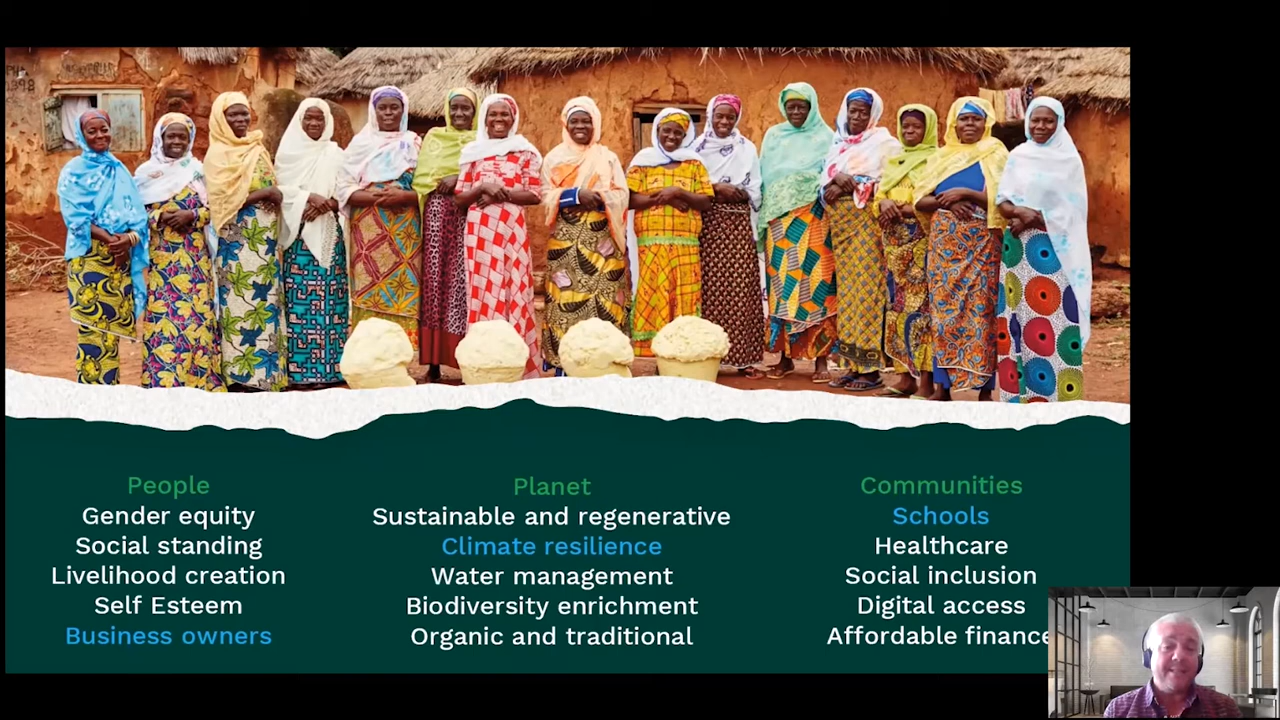 People
Gender equity
Social standing
Livelihood creation
Self Esteem
Business owners
Planet
Sustainable and regenerative
Climate resilience
Water management
Biodiversity enrichment
Organic and traditional
Communities
Schools
Healthcare
Social inclusion
Digital access
Affordable finance